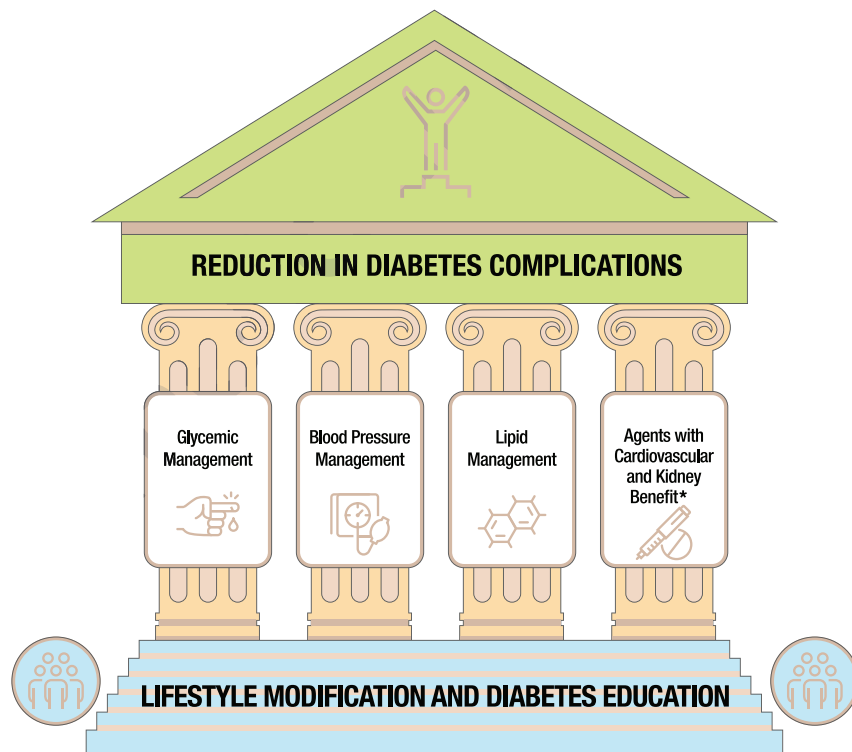 REDUCTION IN DIABETES COMPLICATIONS
Glycemic
Management
Blood Pressure
Management
Lipid
Management
Agents with
Cardiovascular
and Kidney
Benefit*
LIFESTYLE MODIFICATION AND DIABETES EDUCATION